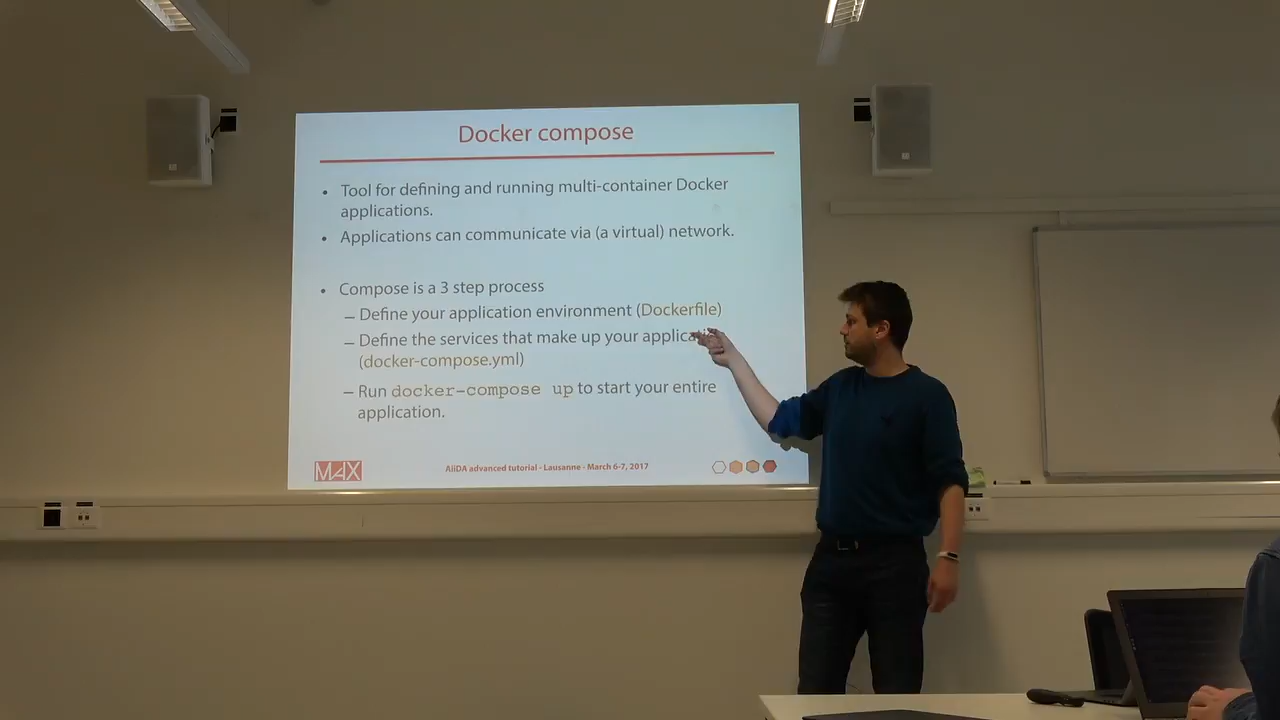 Docker compose
• Tool for defining and running multi-container Docker
applications.
• Applications can communicate via (a virtual) network.
• Compose is a 3 step process
– Define your application environment (Dockerfile)
– Define the services that make up your
(docker-compose.yml)
– Run docker-compose up to start your entire
application.
MAX
AiiDA advanced tutorial - Lausanne - March 6-7, 2017